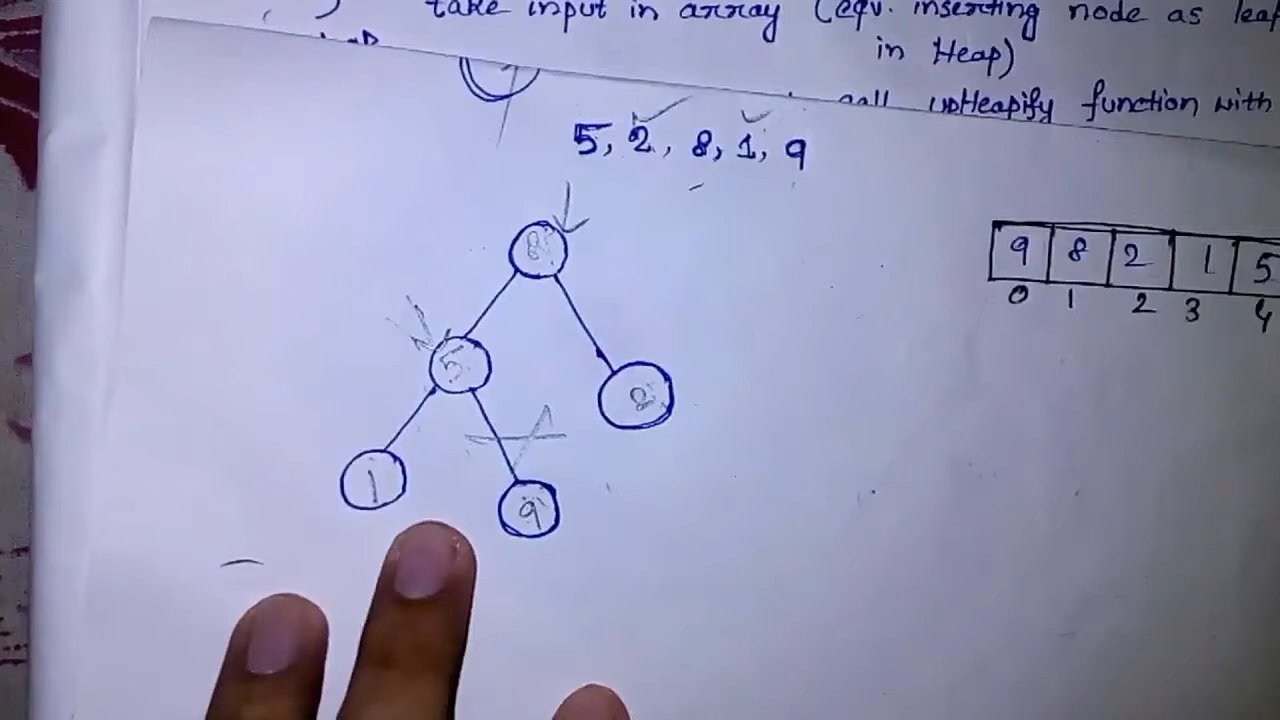 take input in array (eqv. inserting node as leaf
in Heap)
call upHeapify function with
5, 2, 8, 1, 9
8
5
2
1
9
9 8 2 1 5
0 1 2 3 4